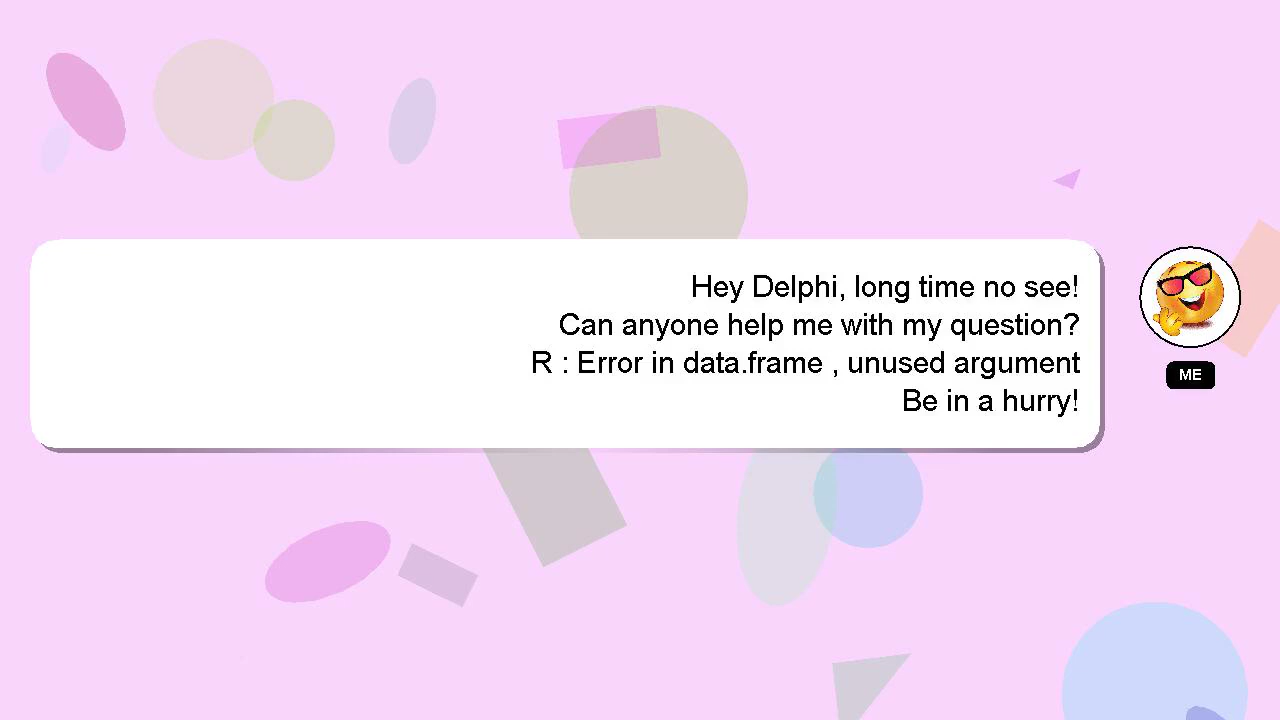 Hey Delphi, long time no see!
Can anyone help me with my question?
R : Error in data.frame , unused argument
Be in a hurry!
ME